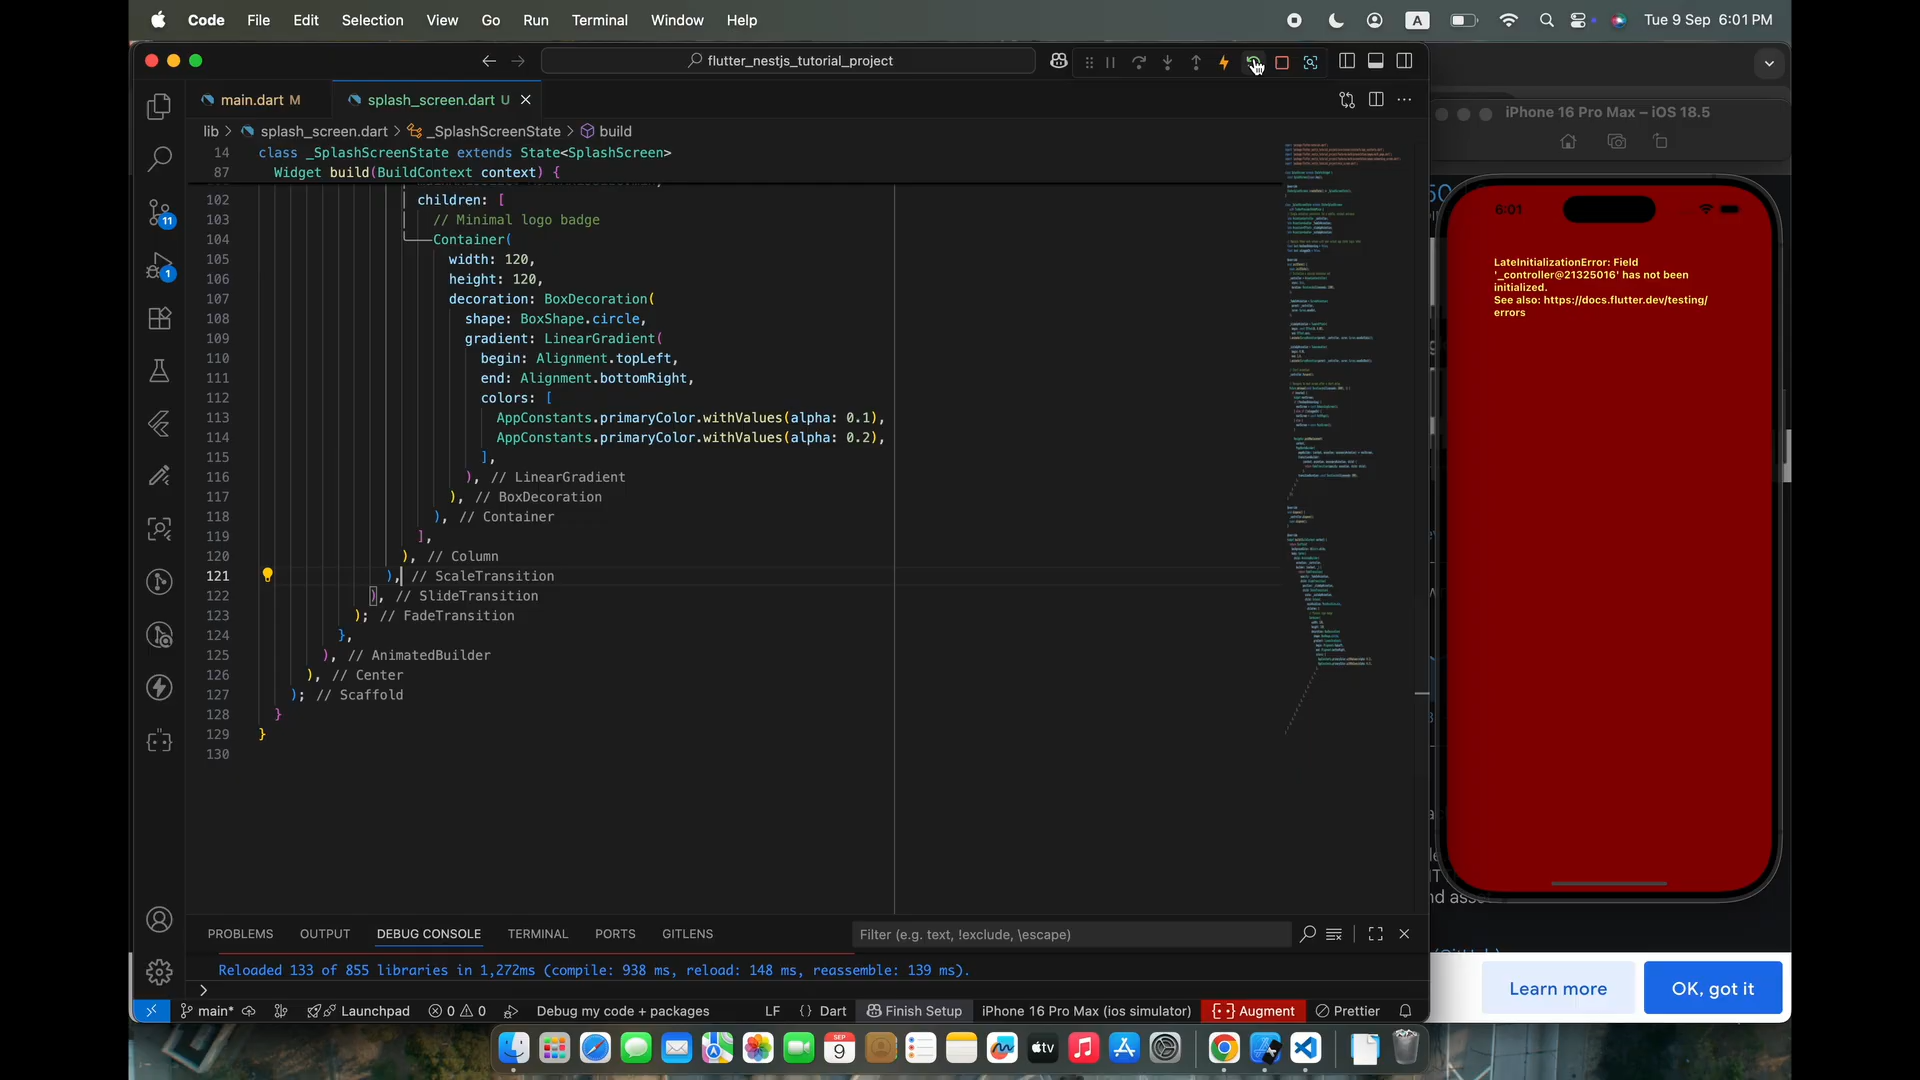 Code File Edit Selection View Go Run Terminal Window Help
A
Tue 9 Sep 6:01 PM
flutter_nestjs_tutorial_project
main.dart M
splash_screen.dart U
lib > splash_screen.dart > _SplashScreenState > build
14 class _SplashScreenState extends State<SplashScreen>
87 Widget build(BuildContext context) {
102 children: [
103 // Minimal logo badge
104 Container(
105 width: 120,
106 height: 120,
107 decoration: BoxDecoration(
108 shape: BoxShape.circle,
109 gradient: LinearGradient(
110 begin: Alignment.topLeft,
111 end: Alignment.bottomRight,
112 colors: [
113 AppConstants.primaryColor.withValues(alpha: 0.1),
114 AppConstants.primaryColor.withValues(alpha: 0.2),
115 ],
116 ), // LinearGradient
117 ), // BoxDecoration
118 ), // Container
119 ],
120 ), // Column
121 ), // ScaleTransition
122 ), // SlideTransition
123 ); // FadeTransition
124 },
125 ), // AnimatedBuilder
126 ), // Center
127 ); // Scaffold
128 }
129 }
130
11
1
PROBLEMS OUTPUT DEBUG CONSOLE TERMINAL PORTS GITLENS
Filter (e.g. text, !exclude, \escape)
Reloaded 133 of 855 libraries in 1,272ms (compile: 938 ms, reload: 148 ms, reassemble: 139 ms).
>
main* Launchpad 0 0 Debug my code + packages LF {} Dart Finish Setup iPhone 16 Pro Max (ios simulator) Augment Prettier
iPhone 16 Pro Max – iOS 18.5
6:01
LateInitializationError: Field
'_controller@21325016' has not been
initialized.
See also: https://docs.flutter.dev/testing/
errors
nd asse
Learn more
OK, got it
SEP
9
tv